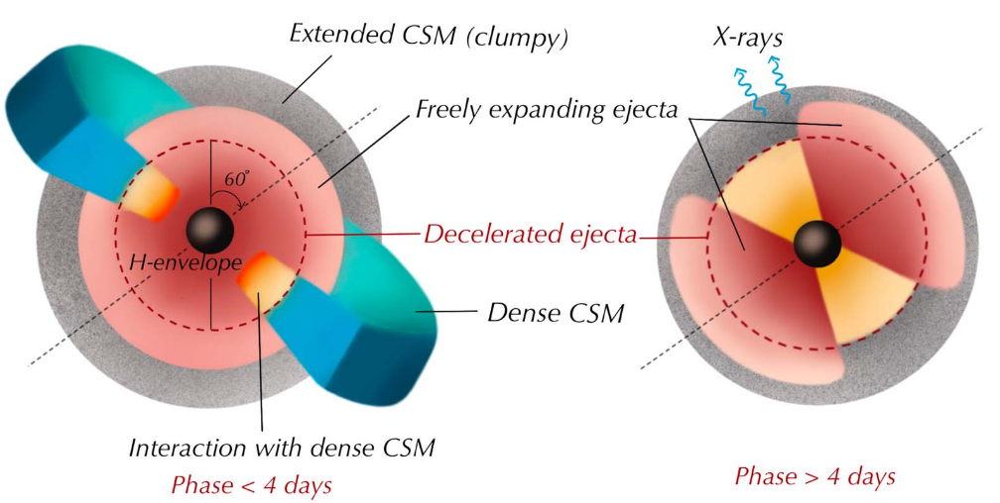 Extended CSM (clumpy)
X-rays
Freely expanding ejecta
60°
Decelerated ejecta
H-envelope
Dense CSM
Interaction with dense CSM
Phase < 4 days
Phase > 4 days